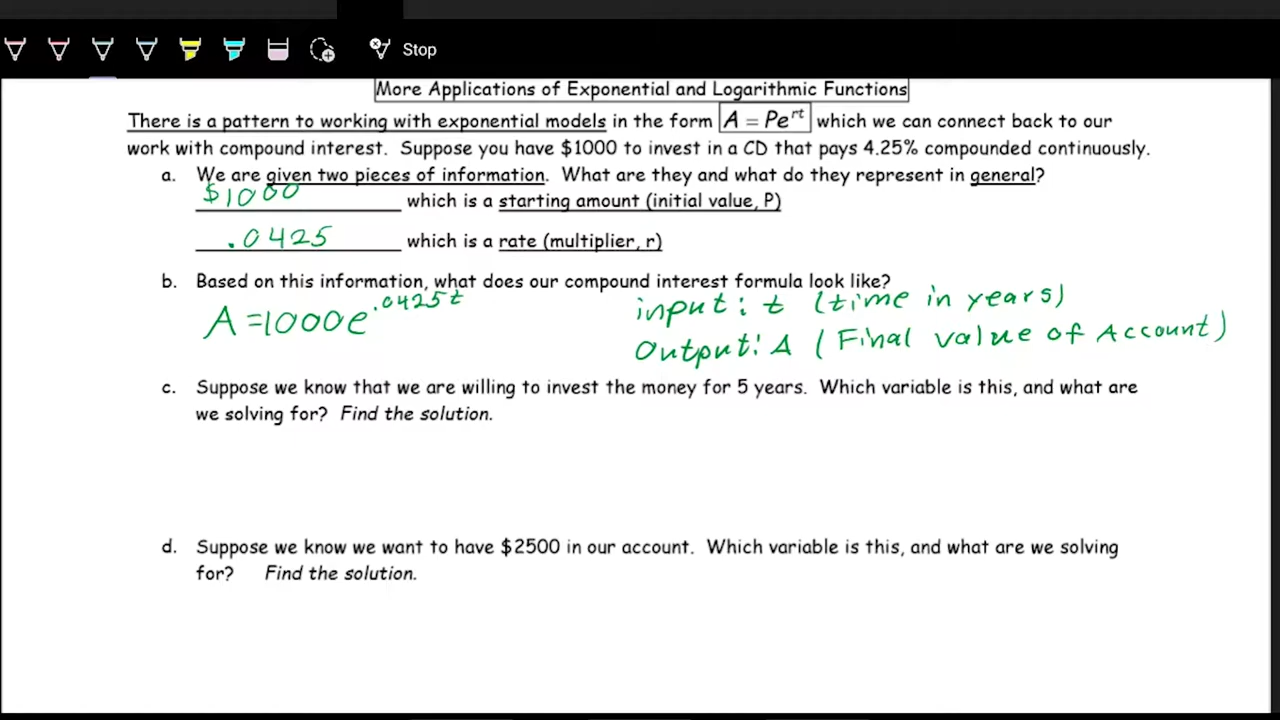 Stop
More Applications of Exponential and Logarithmic Functions
There is a pattern to working with exponential models in the form A = Pe^rt which we can connect back to our
work with compound interest. Suppose you have $1000 to invest in a CD that pays 4.25% compounded continuously.
a. We are given two pieces of information. What are they and what do they represent in general?
$1000 which is a starting amount (initial value, P)
.0425 which is a rate (multiplier, r)
b. Based on this information, what does our compound interest formula look like?
A=1000e^.0425t
input: t (time in years)
Output: A (Final value of Account)
c. Suppose we know that we are willing to invest the money for 5 years. Which variable is this, and what are
we solving for? Find the solution.
d. Suppose we know we want to have $2500 in our account. Which variable is this, and what are we solving
for? Find the solution.